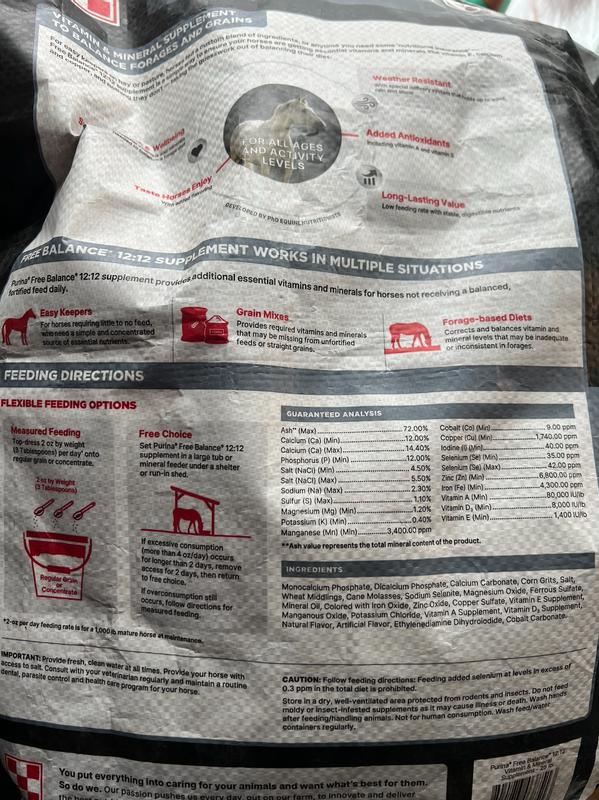 VITAMIN & MINERAL SUPPLEMENT
TO BALANCE FORAGES AND GRAINS
Weather Resistant
Wellbeing
Added Antioxidants
Including vitamin A and vitamin E
FOR ALL AGES
AND ACTIVITY
LEVELS
Taste Horses Enjoy
With added flavoring
Long-Lasting Value
Low feeding rate with stable, digestible nutrients
DEVELOPED BY PHD EQUINE NUTRITIONISTS
FREE BALANCE® 12:12 SUPPLEMENT WORKS IN MULTIPLE SITUATIONS
Purina® Free Balance® 12:12 supplement provides additional essential vitamins and minerals for horses not receiving a balanced,
fortified feed daily.
Easy Keepers
For horses requiring little to no feed,
who need a simple and concentrated
source of essential nutrients.
Grain Mixes
Provides required vitamins and minerals
that may be missing from unfortified
feeds or straight grains.
Forage-based Diets
Corrects and balances vitamin and
mineral levels that may be inadequate
or inconsistent in forages.
FEEDING DIRECTIONS
FLEXIBLE FEEDING OPTIONS
Measured Feeding
Top-dress 2 oz by weight
(3 Tablespoons) per day* onto
regular grain or concentrate.
2 oz by Weight
(3 Tablespoons)
Regular Grain
or
Concentrate
Free Choice
Set Purina® Free Balance® 12:12
supplement in a large tub or
mineral feeder under a shelter
or run-in shed.
If excessive consumption
(more than 4 oz/day) occurs
for longer than 2 days, remove
access for 2 days, then return
to free choice.
If overconsumption still
occurs, follow directions for
measured feeding.
*2-oz per day feeding rate is for a 1,000 lb mature horse at maintenance.
IMPORTANT: Provide fresh, clean water at all times. Provide your horse with
access to salt. Consult with your veterinarian regularly and maintain a routine
dental, parasite control and health care program for your horse.
GUARANTEED ANALYSIS
Ash** (Max) 72.00%
Calcium (Ca) (Min) 12.00%
Calcium (Ca) (Max) 14.40%
Phosphorus (P) (Min) 12.00%
Salt (NaCl) (Min) 4.50%
Salt (NaCl) (Max) 5.50%
Sodium (Na) (Max) 2.30%
Sulfur (S) (Max) 1.10%
Magnesium (Mg) (Min) 1.20%
Potassium (K) (Min) 0.40%
Manganese (Mn) (Min) 3,400.00 ppm
Cobalt (Co) (Min) 9.00 ppm
Copper (Cu) (Min) 1,740.00 ppm
Iodine (I) (Min) 40.00 ppm
Selenium (Se) (Min) 35.00 ppm
Selenium (Se) (Max) 42.00 ppm
Zinc (Zn) (Min) 6,800.00 ppm
Iron (Fe) (Min) 4,300.00 ppm
Vitamin A (Min) 80,000 IU/lb
Vitamin D3 (Min) 8,000 IU/lb
Vitamin E (Min) 1,400 IU/lb
**Ash value represents the total mineral content of the product.
INGREDIENTS
Monocalcium Phosphate, Dicalcium Phosphate, Calcium Carbonate, Corn Grits, Salt,
Wheat Middlings, Cane Molasses, Sodium Selenite, Magnesium Oxide, Ferrous Sulfate,
Mineral Oil, Colored with Iron Oxide, Zinc Oxide, Copper Sulfate, Vitamin E Supplement,
Manganous Oxide, Potassium Chloride, Vitamin A Supplement, Vitamin D3 Supplement,
Natural Flavor, Artificial Flavor, Ethylenediamine Dihydroiodide, Cobalt Carbonate.
CAUTION: Follow feeding directions: Feeding added selenium at levels in excess of
0.3 ppm in the total diet is prohibited.
Store in a dry, well-ventilated area protected from rodents and insects. Do not feed
moldy or insect-infested supplements as it may cause illness or death. Wash hands
after feeding/handling animals. Not for human consumption. Wash feed/water
containers regularly.
You put everything into caring for your animals and want what's best for them.
So do we. Our passion pushes us every day, out on our farm, to innovate and deliver
Purina® Free Balance® 12:12
Vitamin & Mineral
Supplement - 25 lb